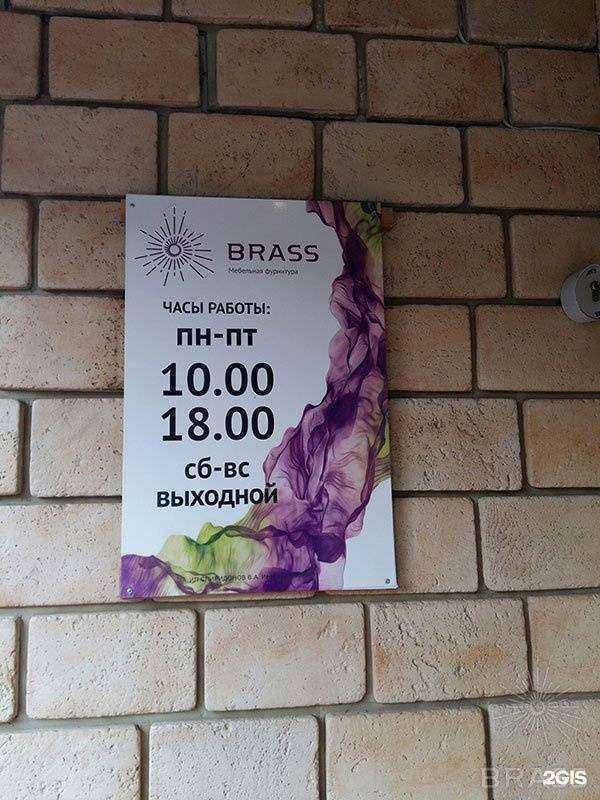 BRASS
Мебельная фурнитура
ЧАСЫ РАБОТЫ:
пн-пт
10.00
18.00
сб-вс
выходной
2GIS